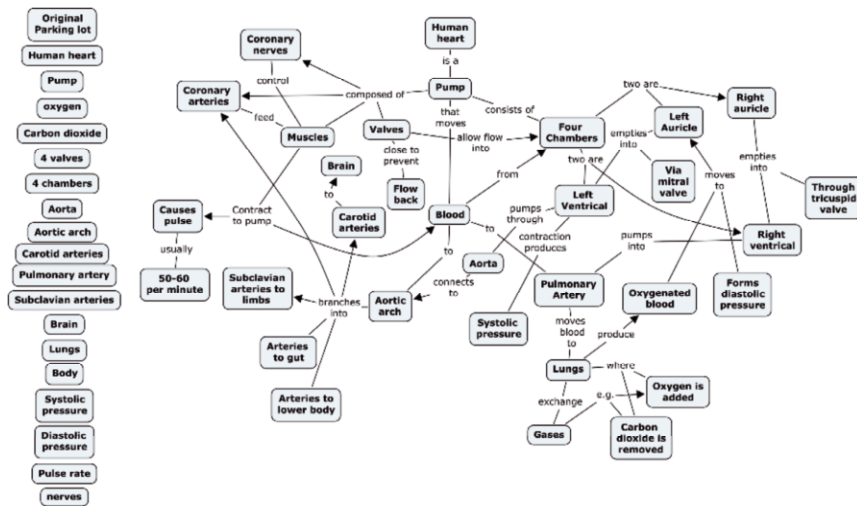 Original
Parking lot
Human heart
Pump
oxygen
Carbon dioxide
4 valves
4 chambers
Aorta
Aortic arch
Carotid arteries
Pulmonary artery
Subclavian arteries
Brain
Lungs
Body
Systolic
pressure
Diastolic
pressure
Pulse rate
nerves
Human
heart
is a
Pump
Coronary
nerves
control
Coronary
arteries
feed
Muscles
composed of
Valves
close to
prevent
Flow
back
allow flow
into
that
moves
consists of
Four
Chambers
two are
Left
Auricle
Right
auricle
empties
into
Via
mitral
valve
moves
to
empties
into
Through
tricuspid
valve
two are
Left
Ventrical
Right
ventrical
from
Blood
Brain
to
Carotid
arteries
Causes
pulse
Contract
to pump
usually
50-60
per minute
to
to
pumps
through
contraction
produces
Aorta
connects
to
pumps
into
Subclavian
arteries to
limbs
branches
into
Aortic
arch
Arteries
to gut
Arteries to
lower body
Systolic
pressure
Pulmonary
Artery
moves
blood
to
Oxygenated
blood
Forms
diastolic
pressure
produce
Lungs
where
exchange
e.g.
Gases
Oxygen is
added
Carbon
dioxide is
removed